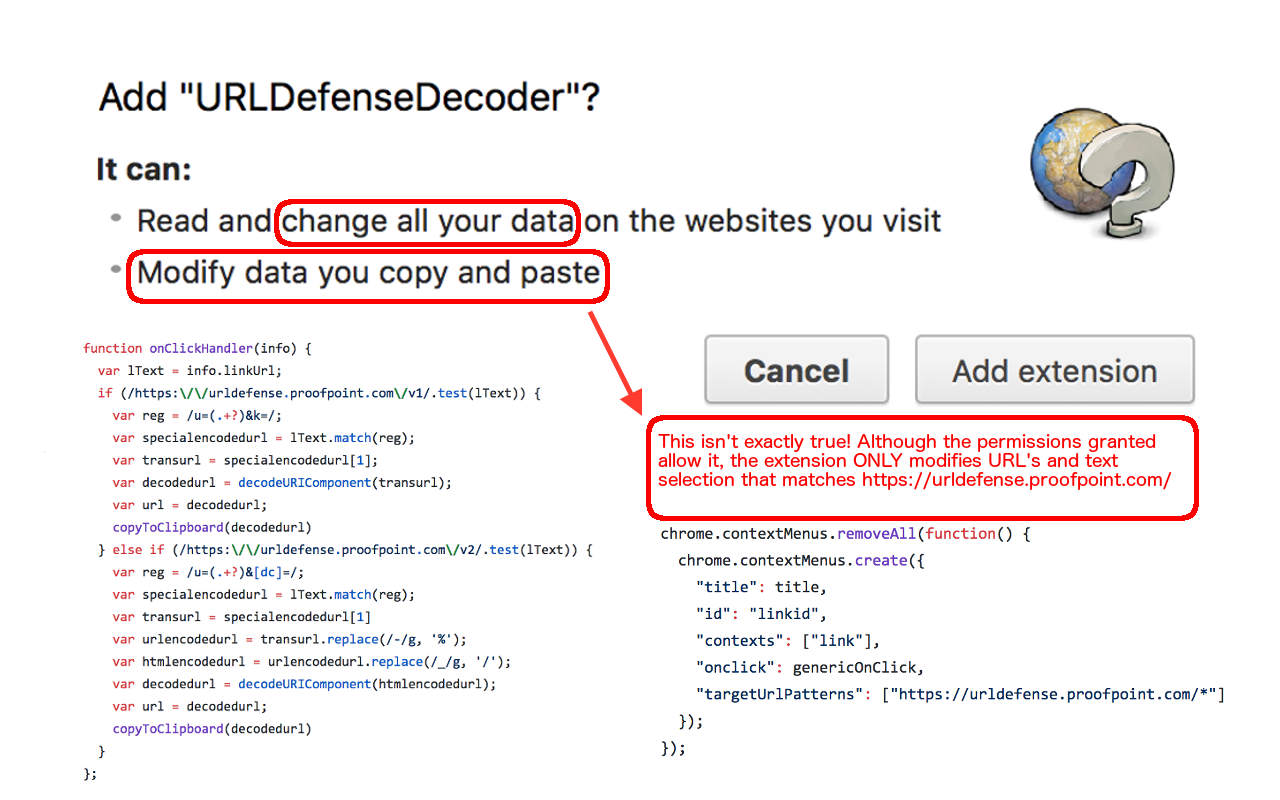 Add "URLDefenseDecoder"?
It can:
• Read and change all your data on the websites you visit
• Modify data you copy and paste
Cancel
Add extension
This isn't exactly true! Although the permissions granted
allow it, the extension ONLY modifies URL's and text
selection that matches https://urldefense.proofpoint.com/
function onClickHandler(info) {
  var lText = info.linkUrl;
  if (/https:\/\/urldefense.proofpoint.com\/v1/.test(lText)) {
    var reg = /u=(.+?)&k=/;
    var specialencodedurl = lText.match(reg);
    var transurl = specialencodedurl[1];
    var decodedurl = decodeURIComponent(transurl);
    var url = decodedurl;
    copyToClipboard(decodedurl)
  } else if (/https:\/\/urldefense.proofpoint.com\/v2/.test(lText)) {
    var reg = /u=(.+?)&[dc]=/;
    var specialencodedurl = lText.match(reg);
    var transurl = specialencodedurl[1]
    var urlencodedurl = transurl.replace(/-/g, '%');
    var htmlencodedurl = urlencodedurl.replace(/_/g, '/');
    var decodedurl = decodeURIComponent(htmlencodedurl);
    var url = decodedurl;
    copyToClipboard(decodedurl)
  }
};
chrome.contextMenus.removeAll(function() {
  chrome.contextMenus.create({
    "title": title,
    "id": "linkid",
    "contexts": ["link"],
    "onclick": genericOnClick,
    "targetUrlPatterns": ["https://urldefense.proofpoint.com/*"]
  });
});